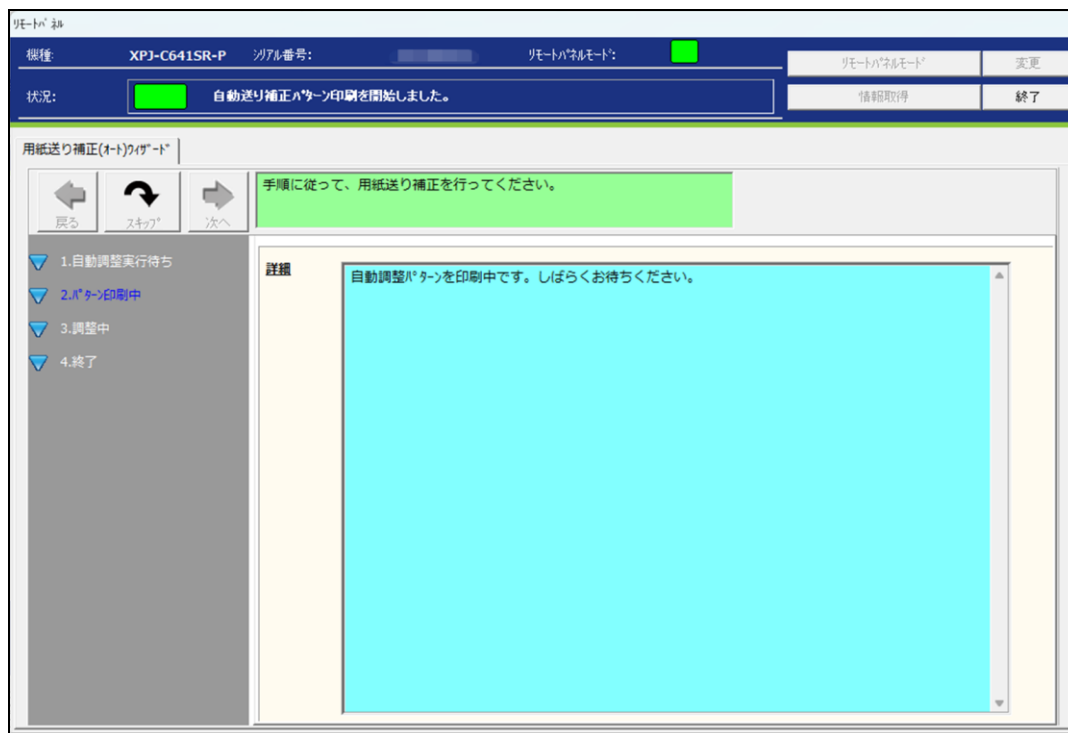 リモートパネル
機種: XPJ-C641SR-P シリアル番号: リモートパネルモード: リモートパネルモード 変更
状況: 自動送り補正パターン印刷を開始しました。 情報取得 終了
用紙送り補正(オート)ウィザード
戻る スキップ 次へ 手順に従って、用紙送り補正を行ってください。
1.自動調整実行待ち
2.パターン印刷中
3.調整中
4.終了
詳細
自動調整パターンを印刷中です。しばらくお待ちください。